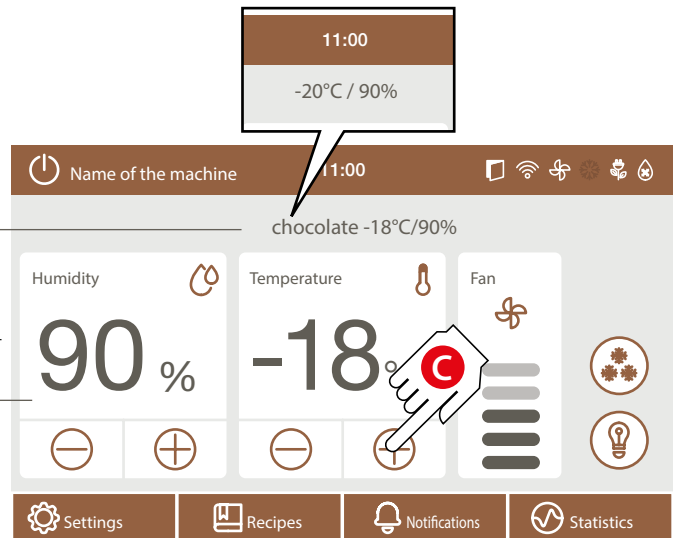 11:00
-20°C / 90%
Name of the machine
1:00
chocolate -18°C/90%
Humidity
Temperature
Fan
90 %
-18°
C
Settings
Recipes
Notifications
Statistics